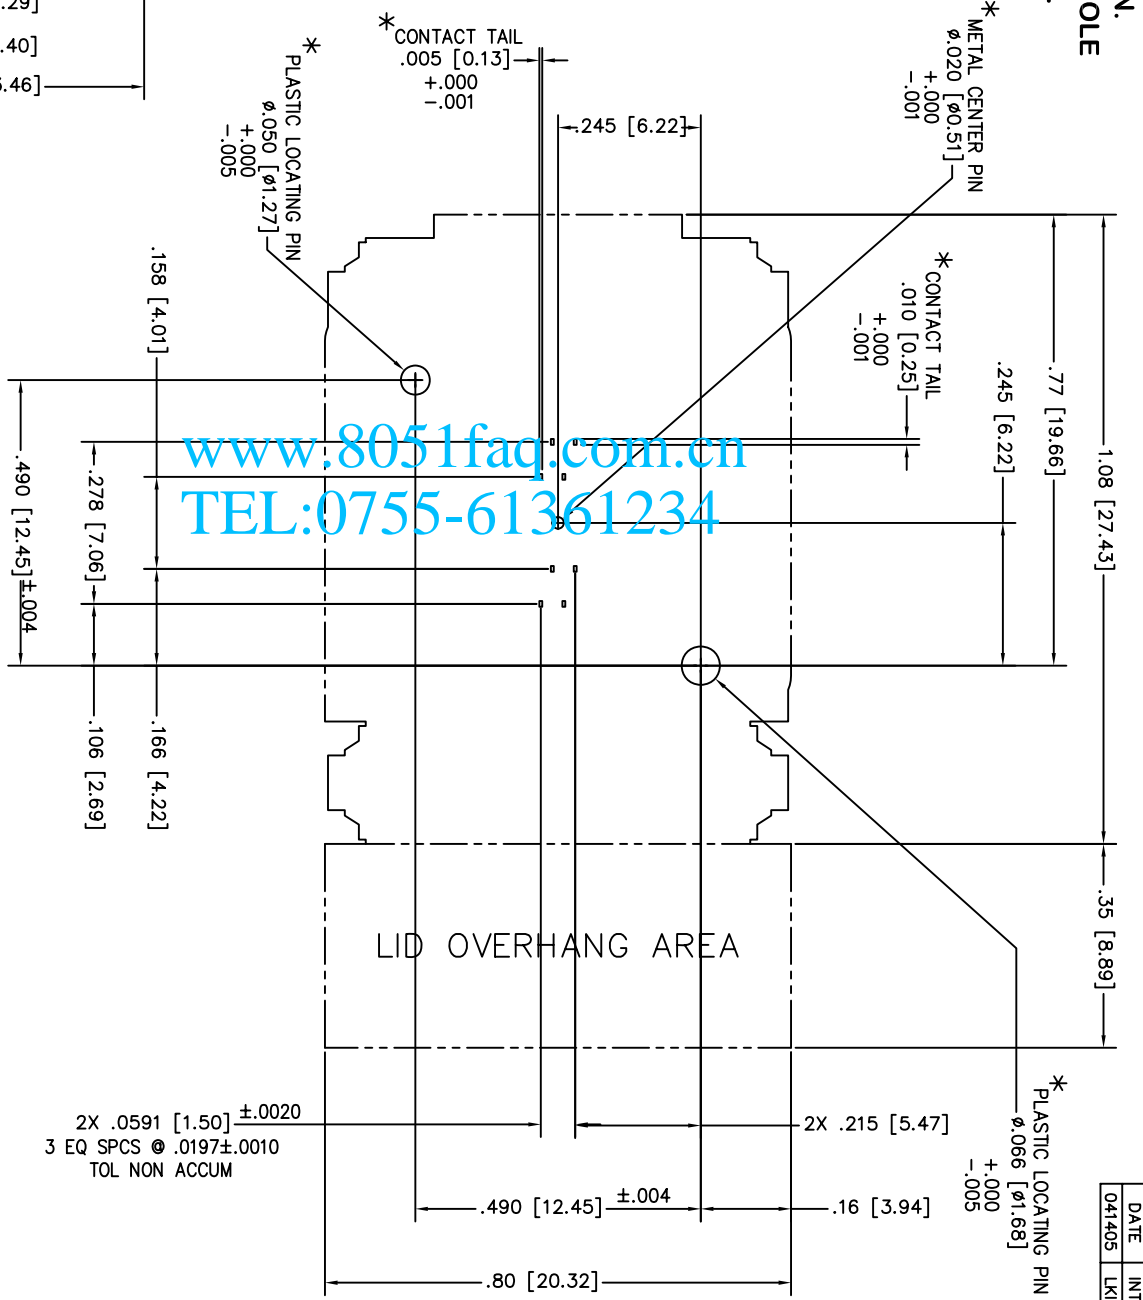 .29]
.40]
5.46]
N.
OLE
*
CONTACT TAIL
.005 [0.13]
+.000
-.001
*
PLASTIC LOCATING PIN
ø.050 [ø1.27]
+.000
-.005
.245 [6.22]
*
METAL CENTER PIN
ø.020 [ø0.51]
+.000
-.001
*
CONTACT TAIL
.010 [0.25]
+.000
-.001
.245 [6.22]
.77 [19.66]
1.08 [27.43]
.158 [4.01]
.278 [7.06]
.490 [12.45]±.004
www.8051faq.com.cn
TEL:0755-61361234
.166 [4.22]
.106 [2.69]
.35 [8.89]
LID OVERHANG AREA
2X .0591 [1.50] ±.0020
3 EQ SPCS @ .0197±.0010
TOL NON ACCUM
2X .215 [5.47]
.490 [12.45] ±.004
.16 [3.94]
.80 [20.32]
*
PLASTIC LOCATING PIN
ø.066 [ø1.68]
+.000
-.005
DATE
041405